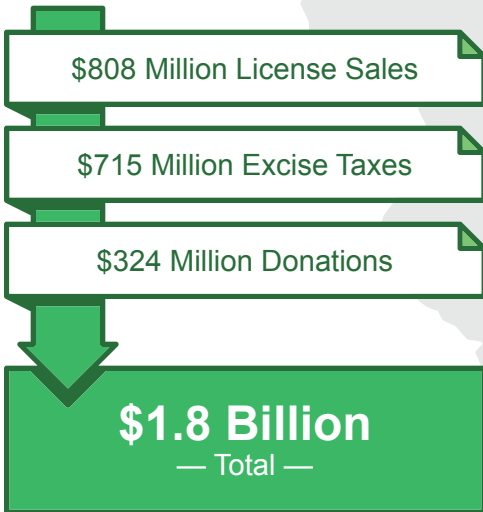 $808 Million License Sales
$715 Million Excise Taxes
$324 Million Donations
$1.8 Billion
— Total —